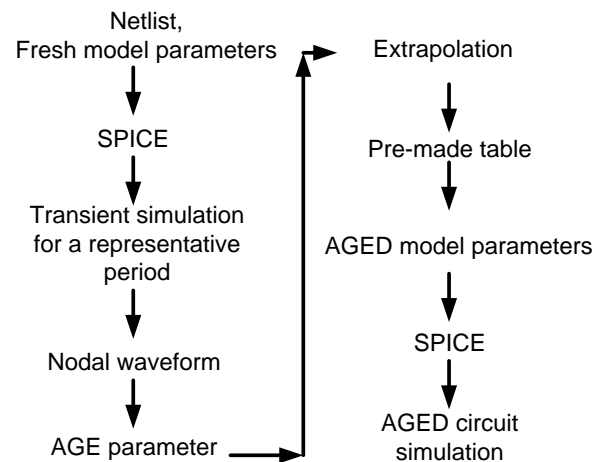 Netlist,
Fresh model parameters
SPICE
Transient simulation
for a representative
period
Nodal waveform
AGE parameter
Extrapolation
Pre-made table
AGED model parameters
SPICE
AGED circuit
simulation